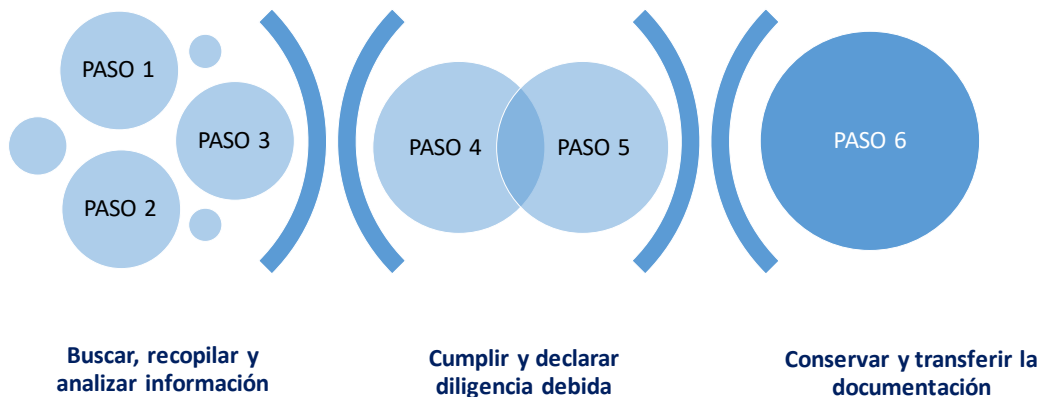 PASO 1
PASO 3
PASO 2
PASO 4
PASO 5
PASO 6
Buscar, recopilar y
analizar información
Cumplir y declarar
diligencia debida
Conservar y transferir la
documentación